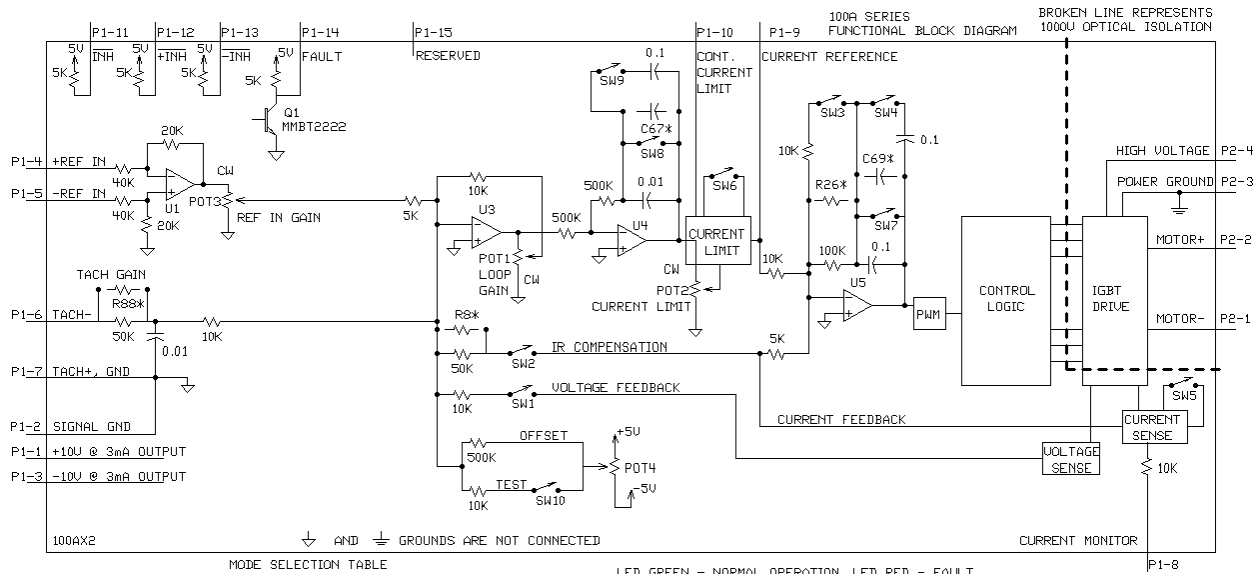 100A SERIES
FUNCTIONAL BLOCK DIAGRAM
BROKEN LINE REPRESENTS
1000V OPTICAL ISOLATION
P1-11
P1-12
P1-13
P1-14
P1-15
P1-10
P1-9
5V
INH
5V
+INH
5V
-INH
5V
FAULT
RESERVED
CONT.
CURRENT
LIMIT
CURRENT REFERENCE
5K
5K
5K
5K
Q1
MMBT2222
SW9
0.1
C67*
SW8
500K
0.01
SW3
SW4
0.1
10K
C69*
R26*
SW7
100K
0.1
20K
P1-4 +REF IN
40K
CW
P1-5 -REF IN
40K
U1
POT3
REF IN GAIN
20K
5K
10K
U3
500K
U4
SW6
CURRENT
LIMIT
POT1
LOOP
GAIN
CW
CW
POT2
CURRENT LIMIT
10K
U5
PWM
CONTROL
LOGIC
IGBT
DRIVE
HIGH VOLTAGE P2-4
POWER GROUND P2-3
MOTOR+ P2-2
MOTOR- P2-1
TACH GAIN
R88*
P1-6 TACH-
50K
10K
0.01
P1-7 TACH+, GND
R8*
50K
SW2
IR COMPENSATION
5K
10K
SW1
VOLTAGE FEEDBACK
CURRENT FEEDBACK
SW5
CURRENT
SENSE
VOLTAGE
SENSE
10K
P1-2 SIGNAL GND
P1-1 +10V @ 3mA OUTPUT
P1-3 -10V @ 3mA OUTPUT
OFFSET
500K
+5V
POT4
TEST
10K
SW10
-5V
100AX2
AND GROUNDS ARE NOT CONNECTED
CURRENT MONITOR
P1-8
MODE SELECTION TABLE
LED GREEN - NORMAL OPERATION, LED RED - FAULT